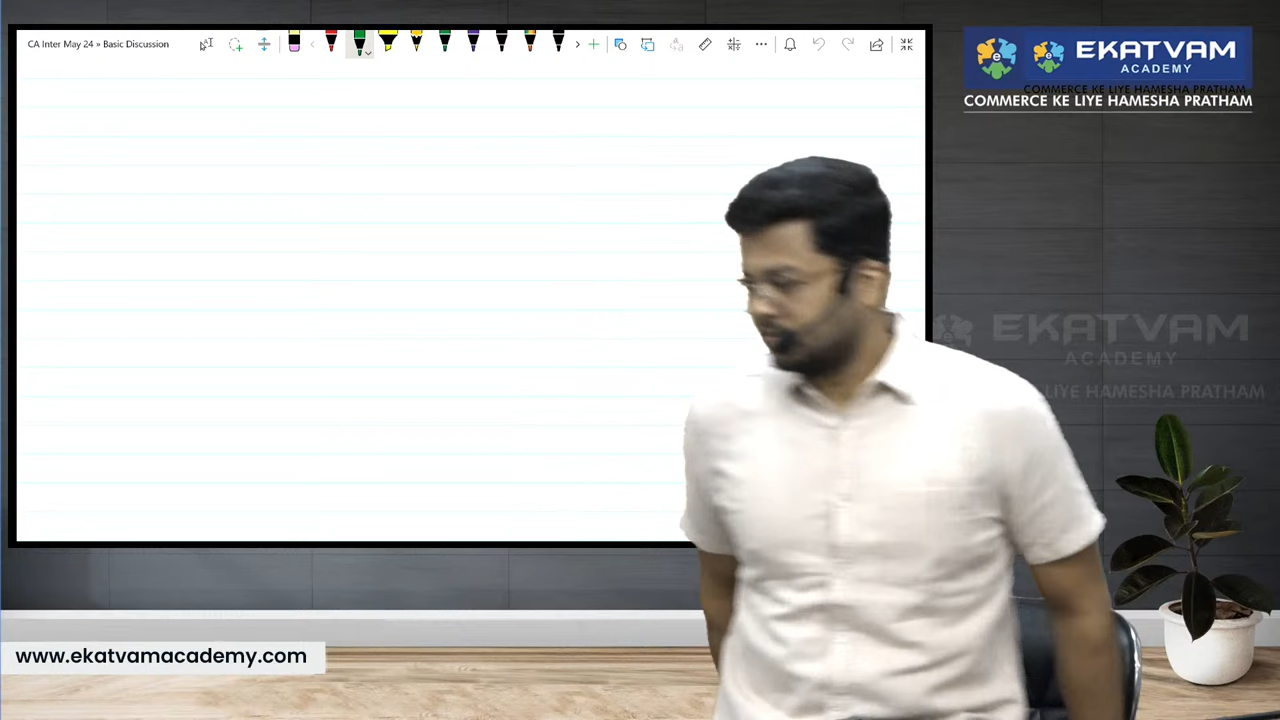 CA Inter May 24 » Basic Discussion
EKATVAM
ACADEMY
COMMERCE KE LIYE HAMESHA PRATHAM
COMMERCE KE LIYE HAMESHA PRATHAM
EKATVAM
ACADEMY
LIYE HAMESHA PRATHAM
www.ekatvamacademy.com